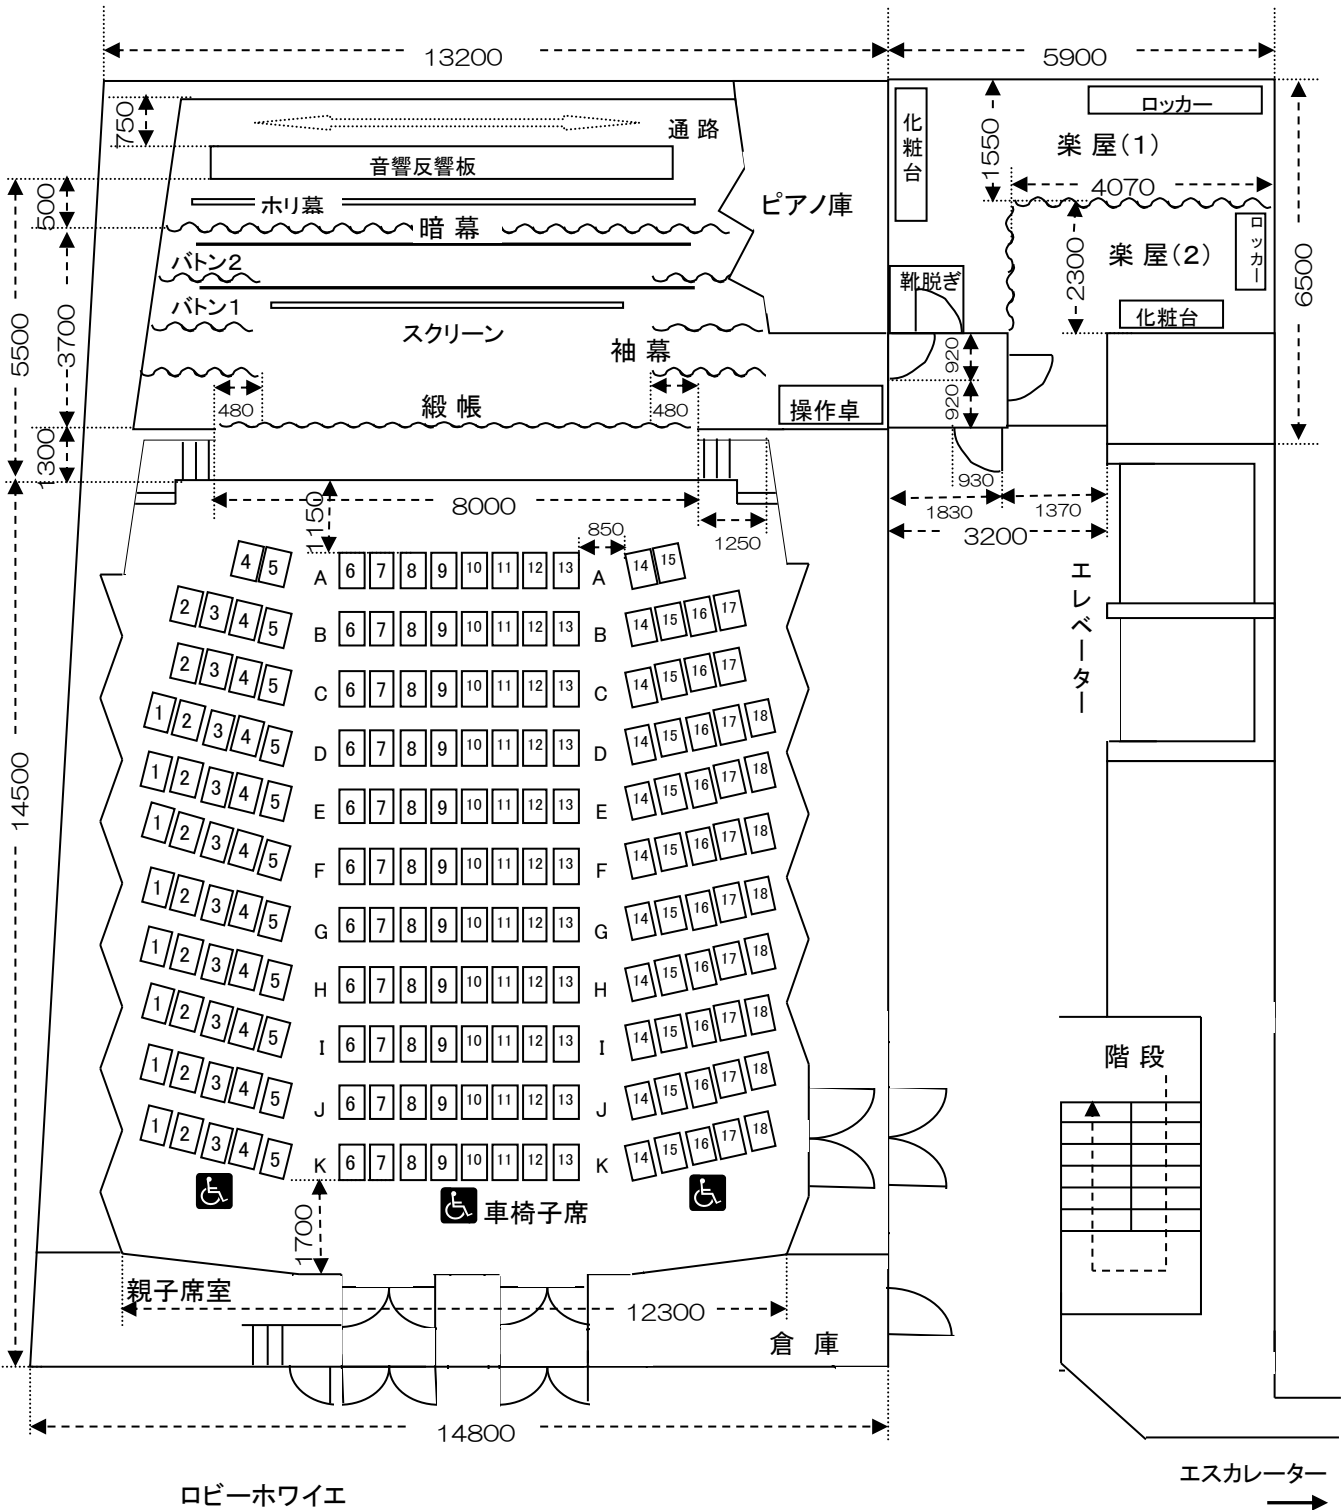 13200
5900
750
通路
音響反響板
化粧台
1550
ロッカー
楽屋(1)
4070
500
ホリ幕
暗幕
ピアノ庫
バトン2
バトン1
スクリーン
袖幕
靴脱ぎ
2300
楽屋(2)
ロッカー
化粧台
6500
5500
3700
480
緞帳
480
操作卓
920
920
1300
930
1830
1370
3200
1150
8000
850
1250
4 5 A 6 7 8 9 10 11 12 13 A 14 15
2 3 4 5 B 6 7 8 9 10 11 12 13 B 14 15 16 17
2 3 4 5 C 6 7 8 9 10 11 12 13 C 14 15 16 17
1 2 3 4 5 D 6 7 8 9 10 11 12 13 D 14 15 16 17 18
1 2 3 4 5 E 6 7 8 9 10 11 12 13 E 14 15 16 17 18
1 2 3 4 5 F 6 7 8 9 10 11 12 13 F 14 15 16 17 18
1 2 3 4 5 G 6 7 8 9 10 11 12 13 G 14 15 16 17 18
1 2 3 4 5 H 6 7 8 9 10 11 12 13 H 14 15 16 17 18
1 2 3 4 5 I 6 7 8 9 10 11 12 13 I 14 15 16 17 18
1 2 3 4 5 J 6 7 8 9 10 11 12 13 J 14 15 16 17 18
1 2 3 4 5 K 6 7 8 9 10 11 12 13 K 14 15 16 17 18
エレベーター
14500
階段
車椅子席
1700
親子席室
12300
倉庫
14800
エスカレーター
ロビーホワイエ